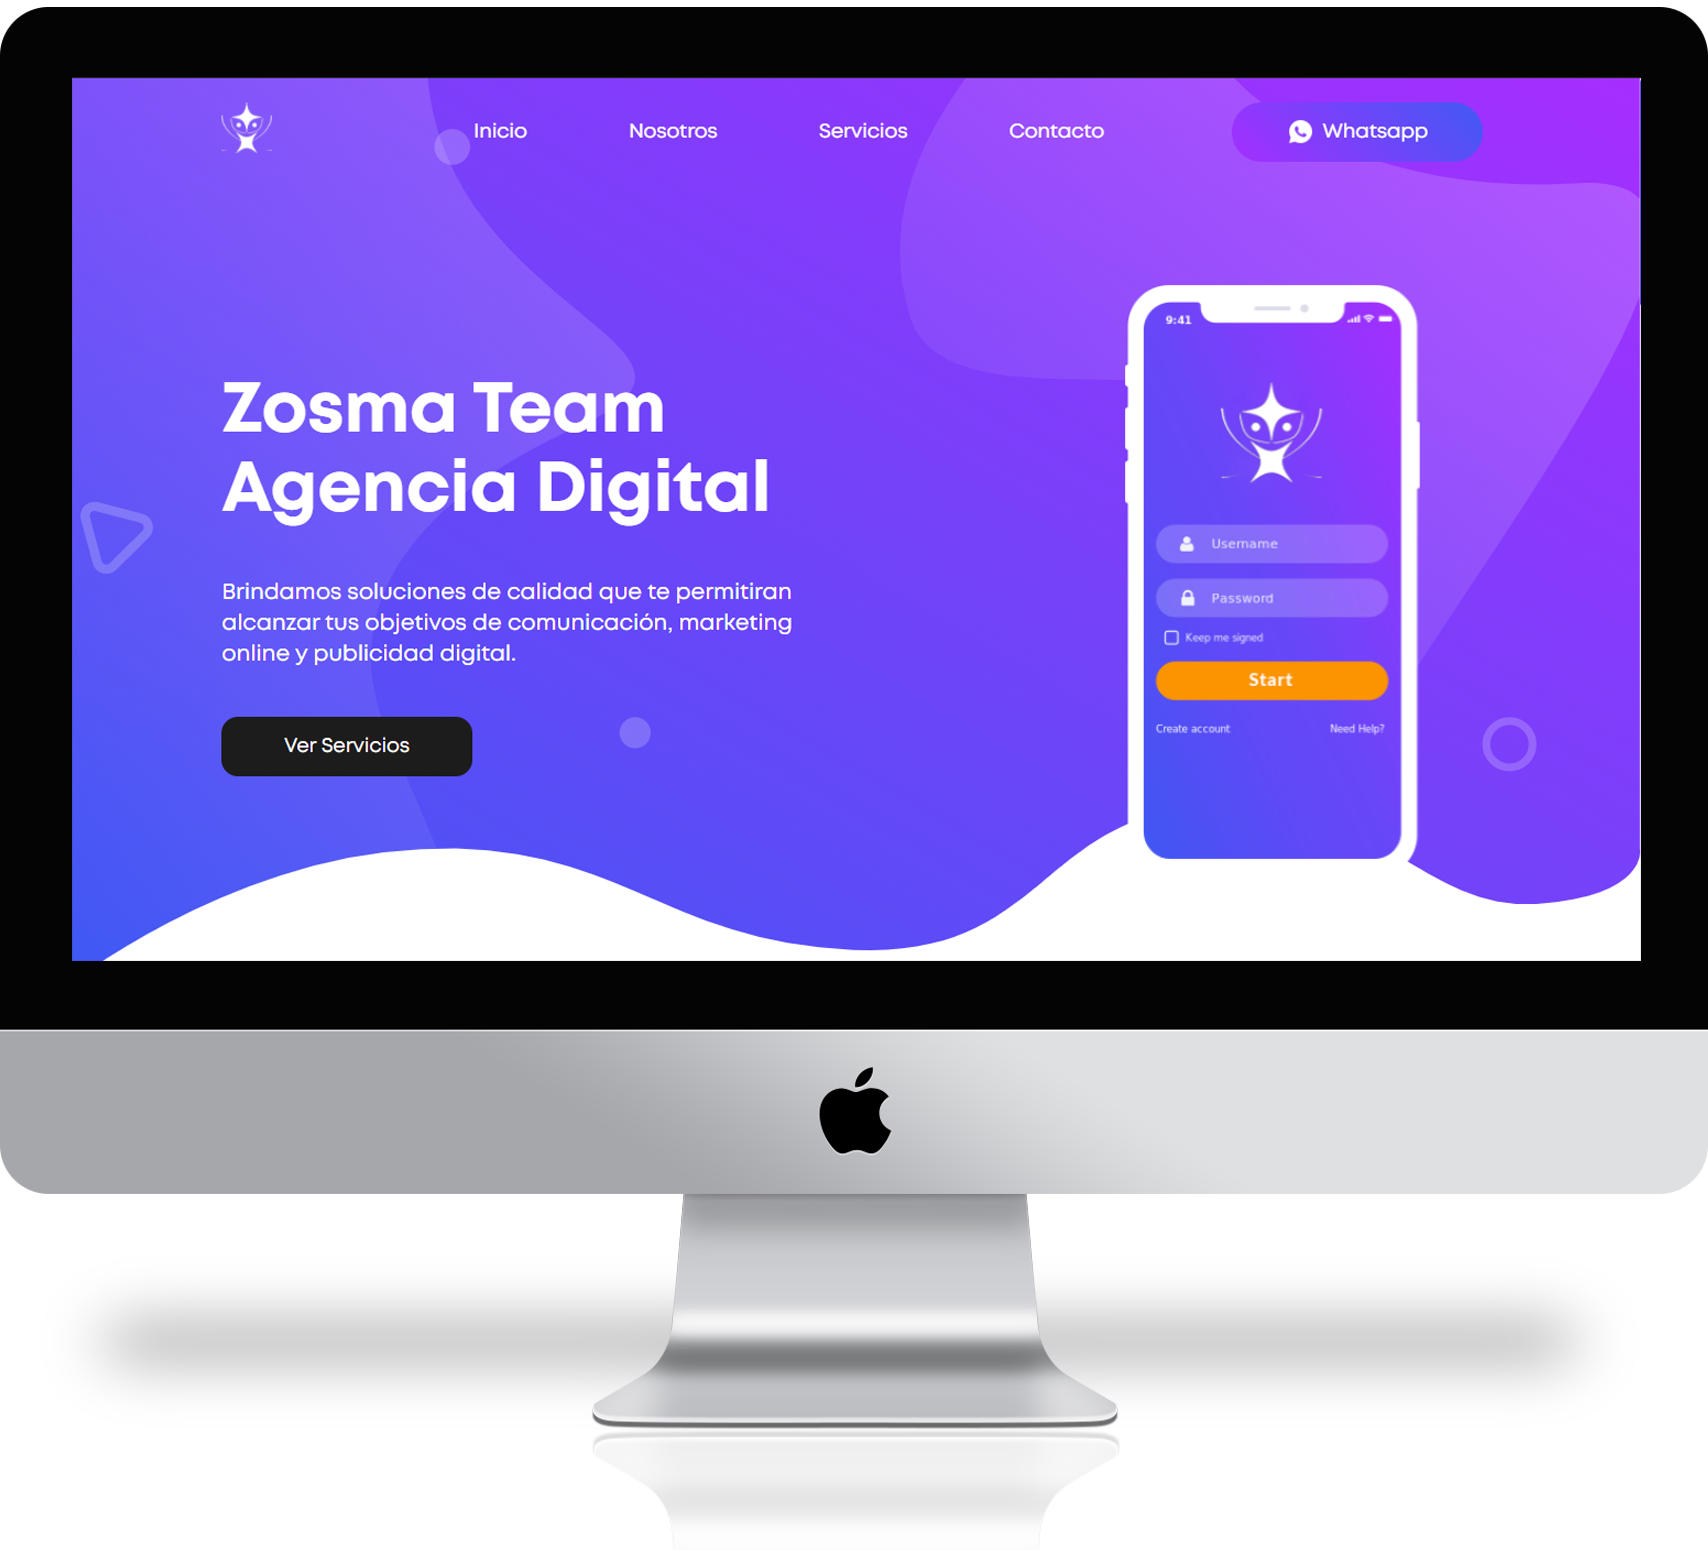 Inicio
Nosotros
Servicios
Contacto
Whatsapp
9:41
Zosma Team
Agencia Digital
Brindamos soluciones de calidad que te permitiran
alcanzar tus objetivos de comunicación, marketing
online y publicidad digital.
Ver Servicios
Username
Password
Keep me signed
Start
Create account
Need Help?